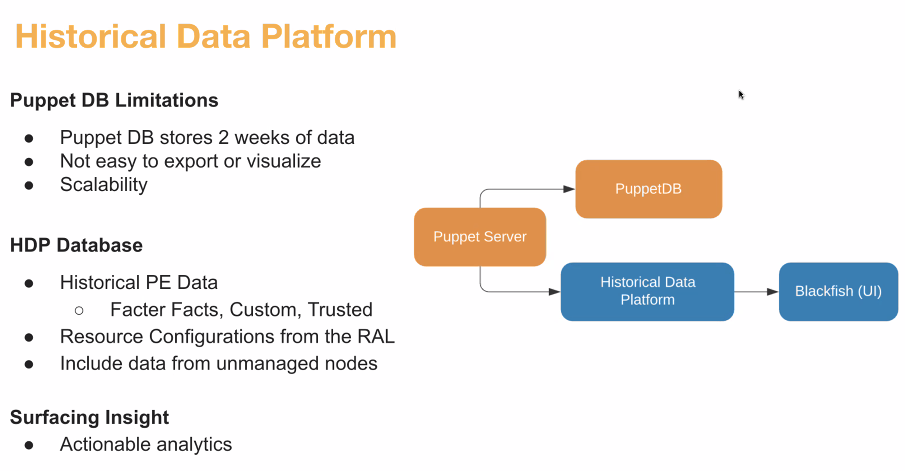 Historical Data Platform
Puppet DB Limitations
● Puppet DB stores 2 weeks of data
● Not easy to export or visualize
● Scalability
HDP Database
● Historical PE Data
○ Facter Facts, Custom, Trusted
● Resource Configurations from the RAL
● Include data from unmanaged nodes
Surfacing Insight
● Actionable analytics
PuppetDB
Puppet Server
Historical Data
Platform
Blackfish (UI)